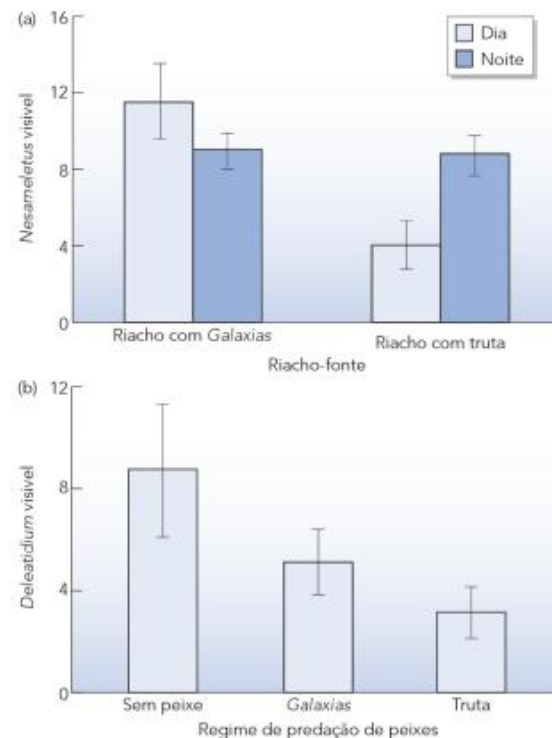 (a)
16
12
8
4
0
Nesameletus visível
Dia
Noite
Riacho com Galaxias
Riacho com truta
Riacho-fonte
(b)
12
8
4
0
Deleatidium visível
Sem peixe
Galaxias
Truta
Regime de predação de peixes